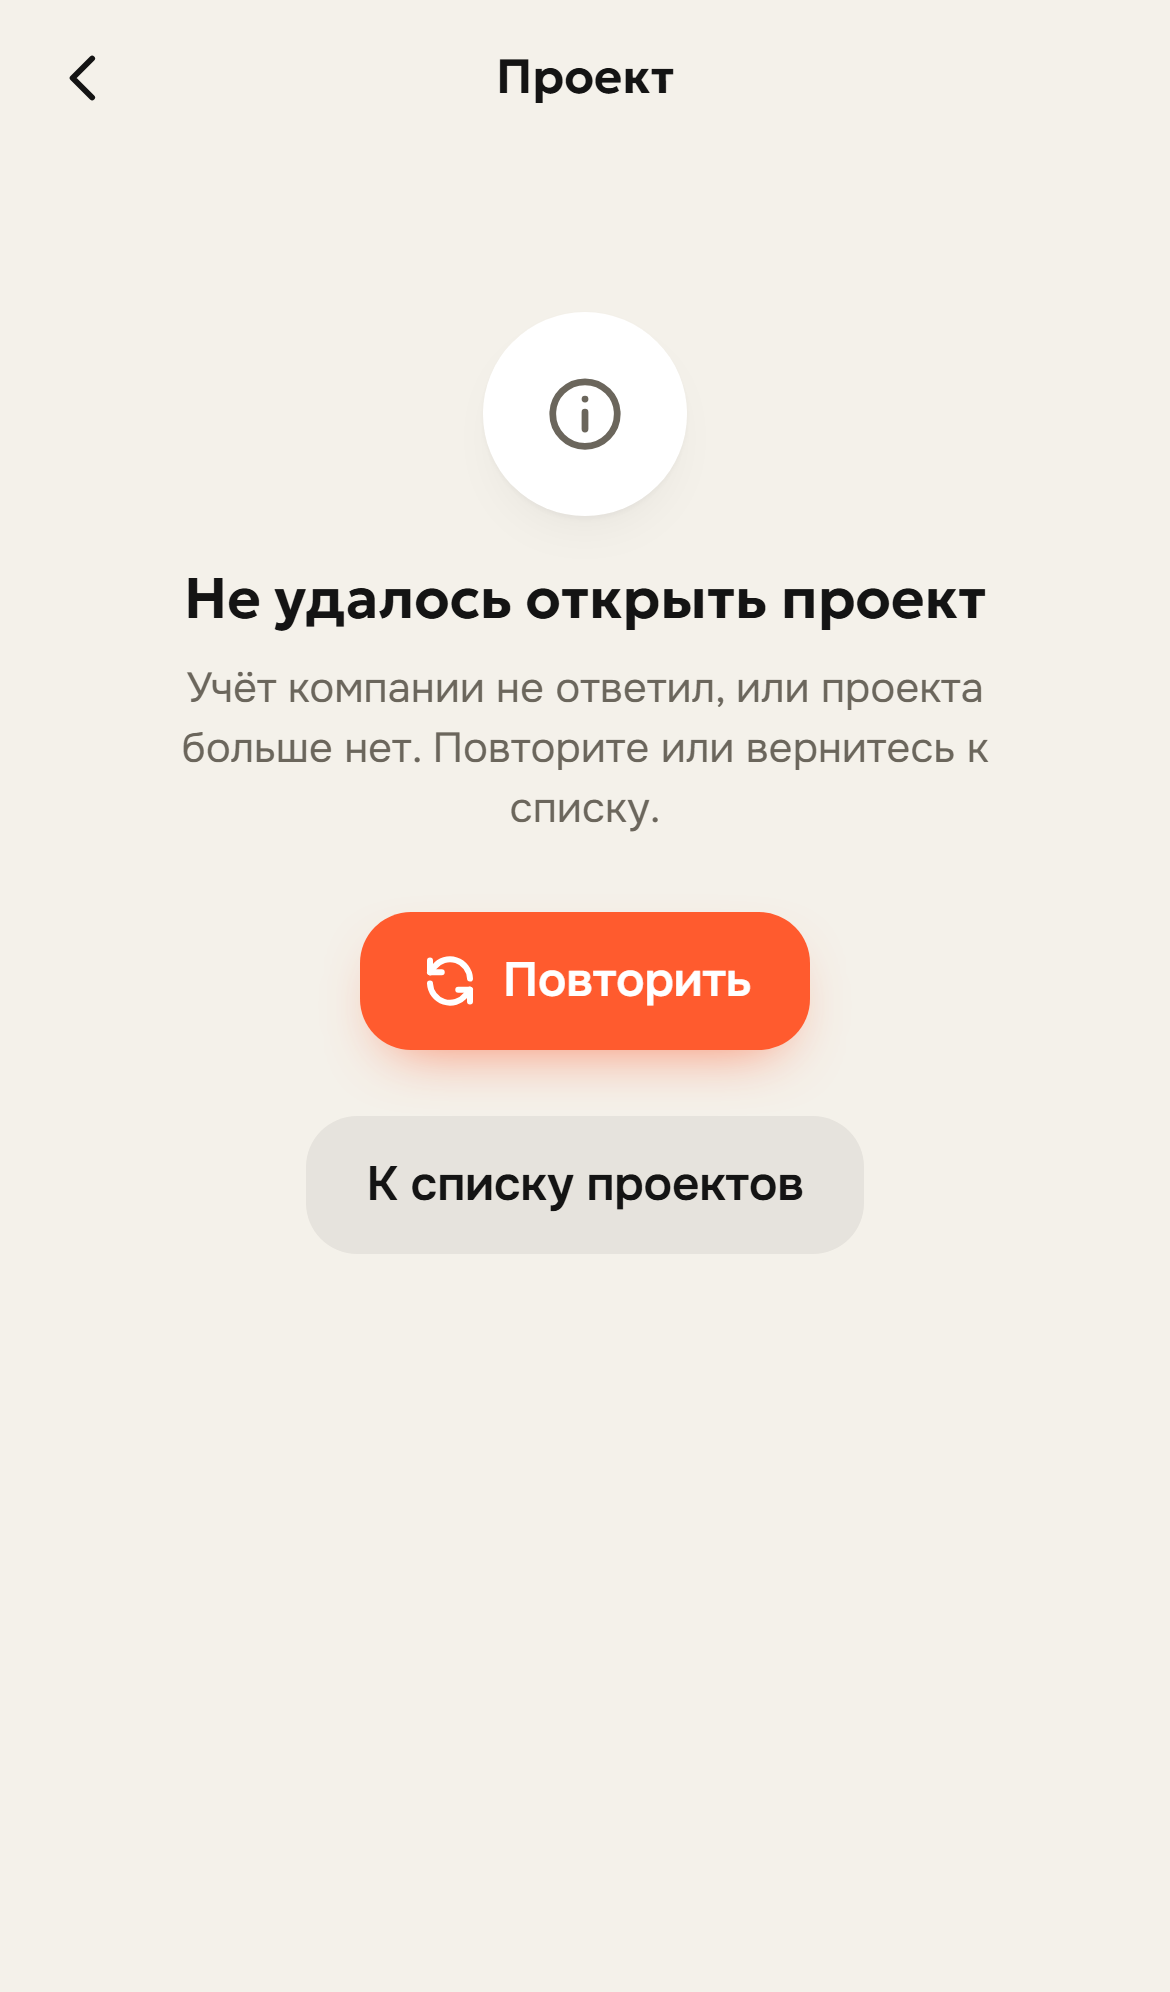 Проект
Не удалось открыть проект
Учёт компании не ответил, или проекта
больше нет. Повторите или вернитесь к
списку.
Повторить
К списку проектов